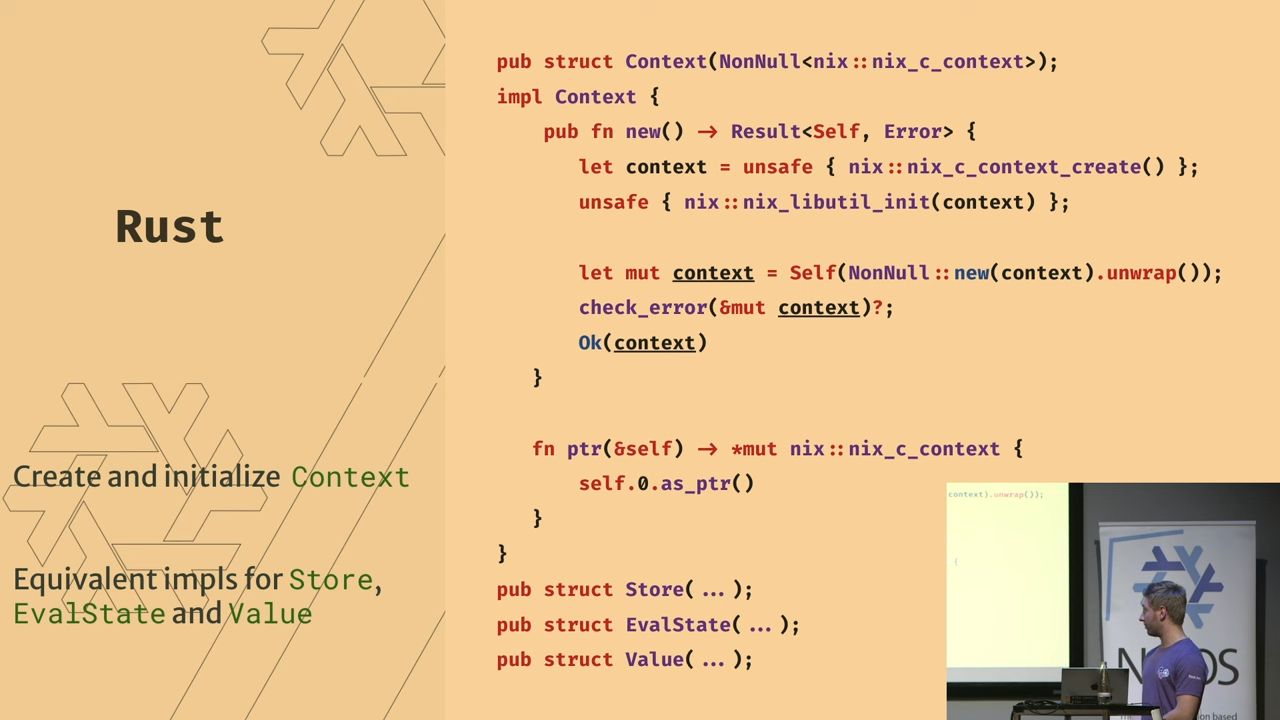 Rust
Create and initialize Context
Equivalent impls for Store,
EvalState and Value
pub struct Context(NonNull<nix::nix_c_context>);
impl Context {
pub fn new() -> Result<Self, Error> {
let context = unsafe { nix::nix_c_context_create() };
unsafe { nix::nix_libutil_init(context) };
let mut context = Self(NonNull::new(context).unwrap());
check_error(&mut context)?;
Ok(context)
}
fn ptr(&self) -> *mut nix::nix_c_context {
self.0.as_ptr()
}
}
pub struct Store(...);
pub struct EvalState(...);
pub struct Value(...);
context).unwrap());
{